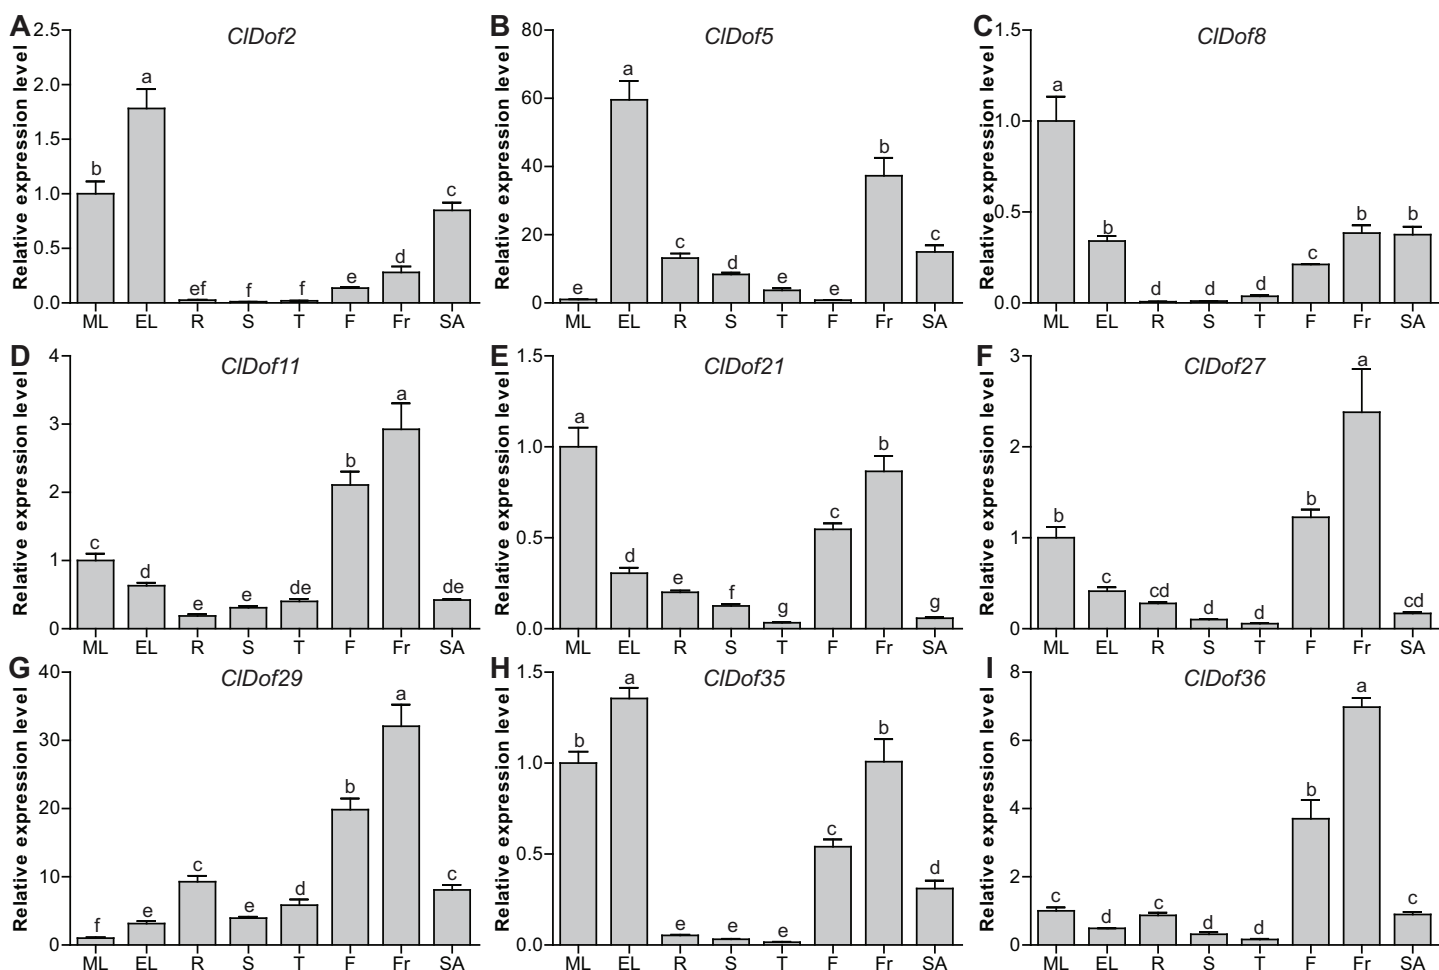 A
ClDof2
Relative expression level
2.5
2.0
1.5
1.0
0.5
0.0
b
a
ef
f
f
e
d
c
ML EL R S T F Fr SA
B
ClDof5
Relative expression level
80
60
40
20
0
e
a
c
d
e
e
b
c
ML EL R S T F Fr SA
C
ClDof8
Relative expression level
1.5
1.0
0.5
0.0
a
b
d
d
d
c
b
b
ML EL R S T F Fr SA
D
ClDof11
Relative expression level
4
3
2
1
0
c
d
e
e
de
b
a
de
ML EL R S T F Fr SA
E
ClDof21
Relative expression level
1.5
1.0
0.5
0.0
a
d
e
f
g
c
b
g
ML EL R S T F Fr SA
F
ClDof27
Relative expression level
3
2
1
0
b
c
cd
d
d
b
a
cd
ML EL R S T F Fr SA
G
ClDof29
Relative expression level
40
30
20
10
0
f
e
c
e
d
b
a
c
ML EL R S T F Fr SA
H
ClDof35
Relative expression level
1.5
1.0
0.5
0.0
b
a
e
e
e
c
b
d
ML EL R S T F Fr SA
I
ClDof36
Relative expression level
8
6
4
2
0
c
d
c
d
d
b
a
c
ML EL R S T F Fr SA